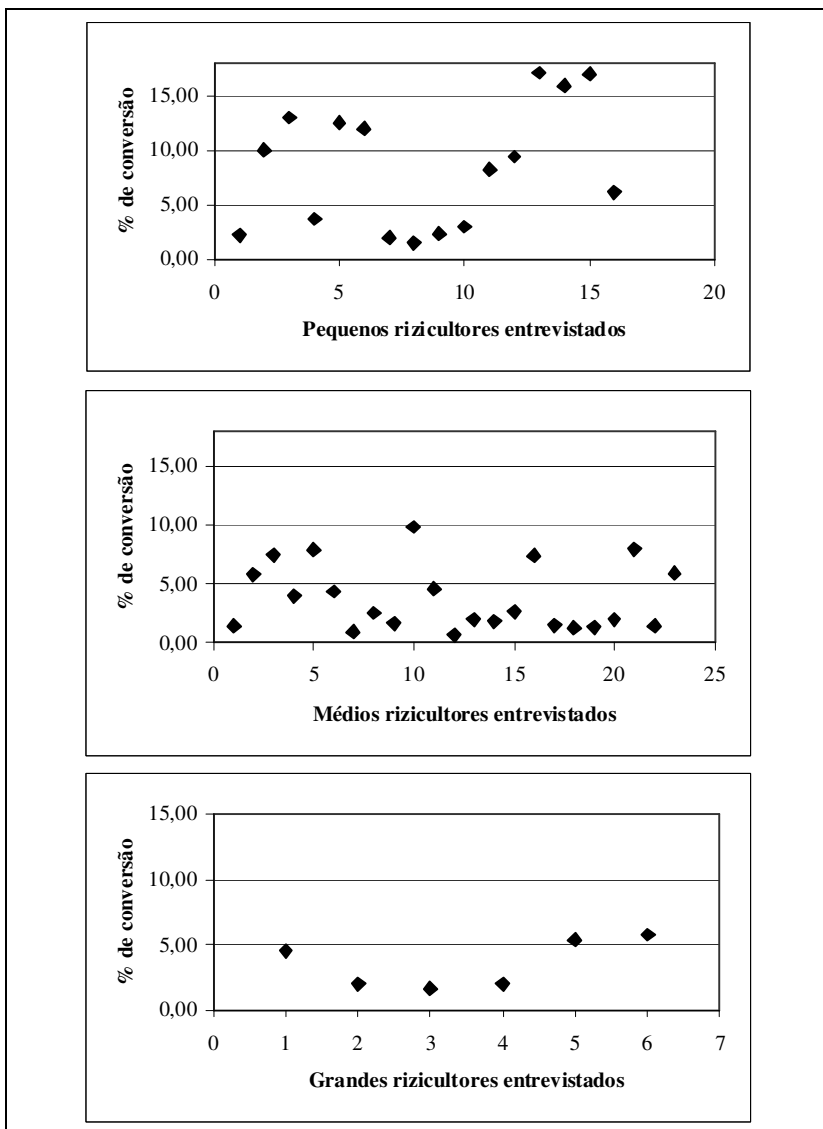 % de conversão
15,00
10,00
5,00
0,00
0 5 10 15 20
Pequenos rizicultores entrevistados
% de conversão
15,00
10,00
5,00
0,00
0 5 10 15 20 25
Médios rizicultores entrevistados
% de conversão
15,00
10,00
5,00
0,00
0 1 2 3 4 5 6 7
Grandes rizicultores entrevistados